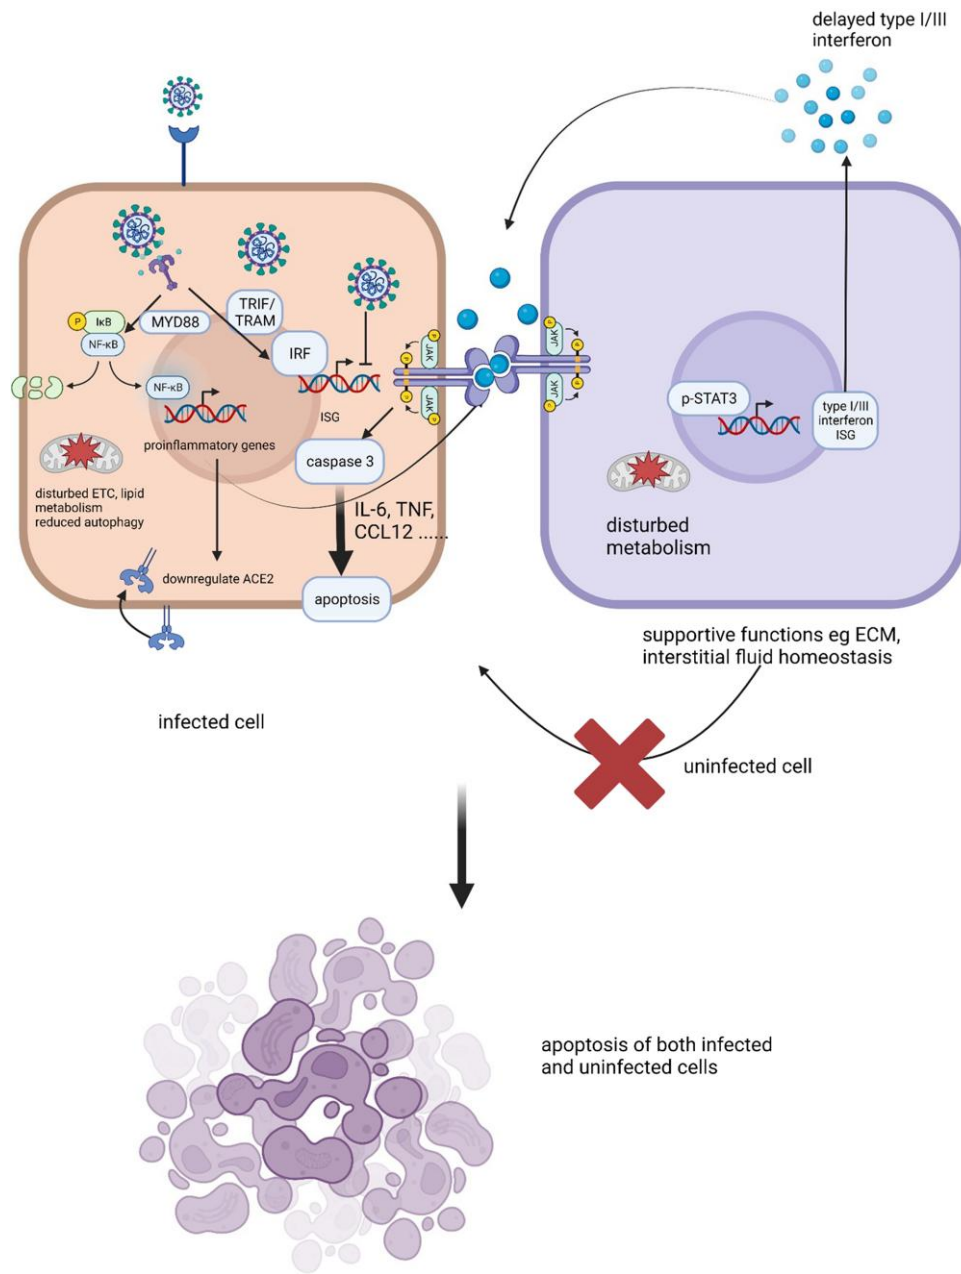 delayed type I/III
interferon
TRIF/
TRAM
P
IκB
NF-κB
MYD88
IRF
NF-κB
ISG
proinflammatory genes
caspase 3
disturbed ETC, lipid
metabolism
reduced autophagy
IL-6, TNF,
CCL12 ......
downregulate ACE2
apoptosis
P
JAK
P
P
JAK
P
P
JAK
P
P
JAK
P
p-STAT3
type I/III
interferon
ISG
disturbed
metabolism
supportive functions eg ECM,
interstitial fluid homeostasis
infected cell
uninfected cell
apoptosis of both infected
and uninfected cells